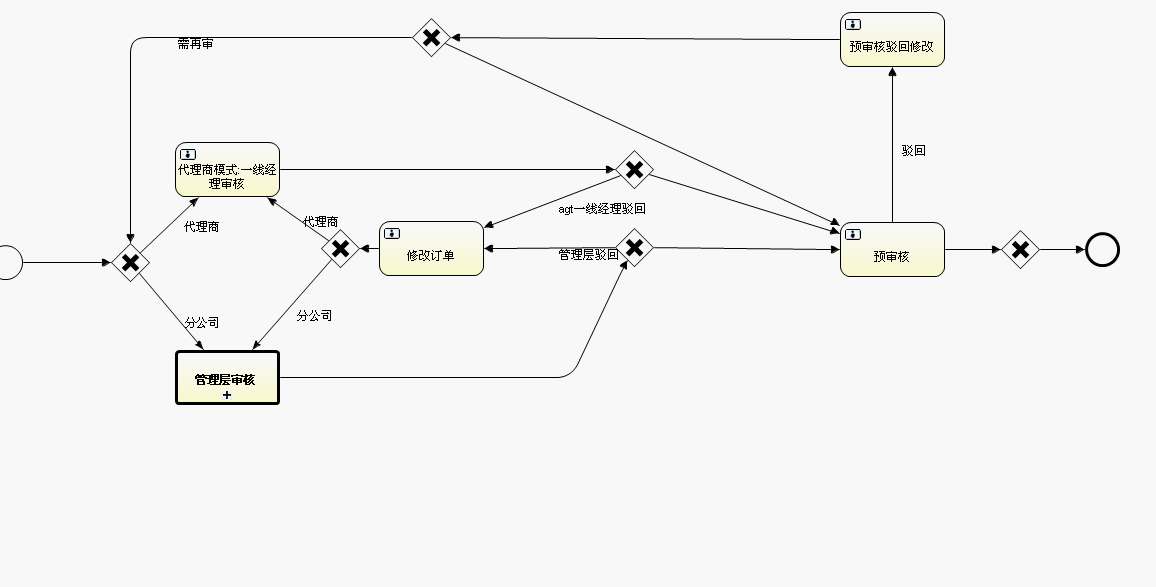 需再审
预审核驳回修改
驳回
代理商模式:一线经
理审核
agt一线经理驳回
代理商
代理商
管理层驳回
修改订单
预审核
分公司
分公司
管理层审核